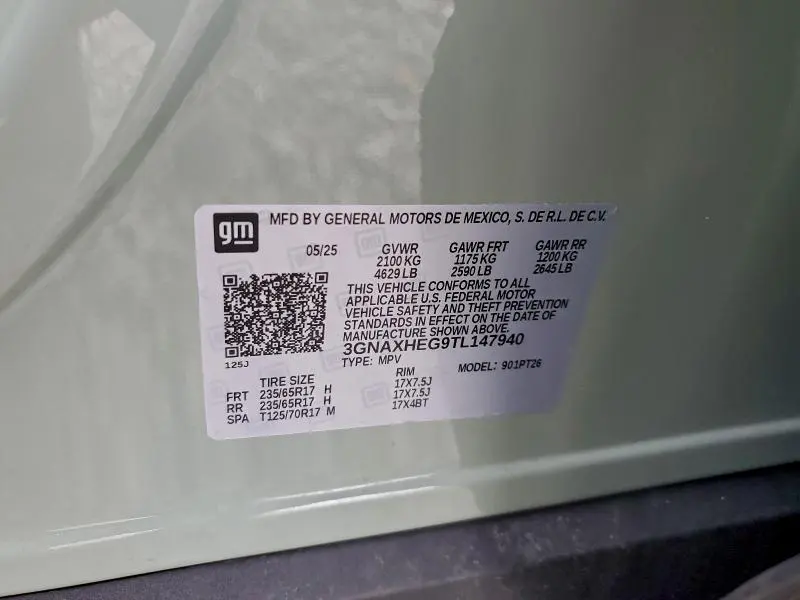 gm
MFD BY GENERAL MOTORS DE MEXICO, S. DE R.L. DE C.V.
05/25 GVWR GAWR FRT GAWR RR
2100 KG 1175 KG 1200 KG
4629 LB 2590 LB 2645 LB
THIS VEHICLE CONFORMS TO ALL
APPLICABLE U.S. FEDERAL MOTOR
VEHICLE SAFETY AND THEFT PREVENTION
STANDARDS IN EFFECT ON THE DATE OF
MANUFACTURE SHOWN ABOVE.
3GNAXHEG9TL147940
125J
TYPE: MPV MODEL: 901PT26
TIRE SIZE RIM
FRT 235/65R17 H 17X7.5J
RR 235/65R17 H 17X7.5J
SPA T125/70R17 M 17X4BT